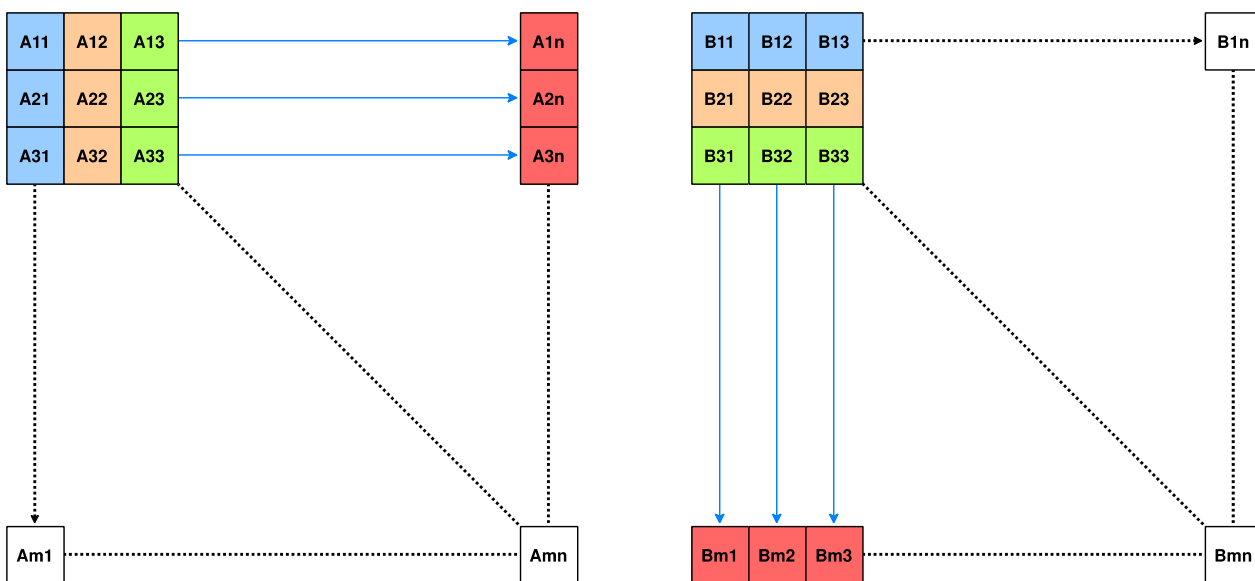 A11 A12 A13 A1n
A21 A22 A23 A2n
A31 A32 A33 A3n
Am1 Amn
B11 B12 B13 B1n
B21 B22 B23
B31 B32 B33
Bm1 Bm2 Bm3 Bmn